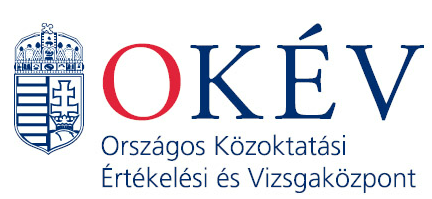 OKÉV
Országos Közoktatási
Értékelési és Vizsgaközpont